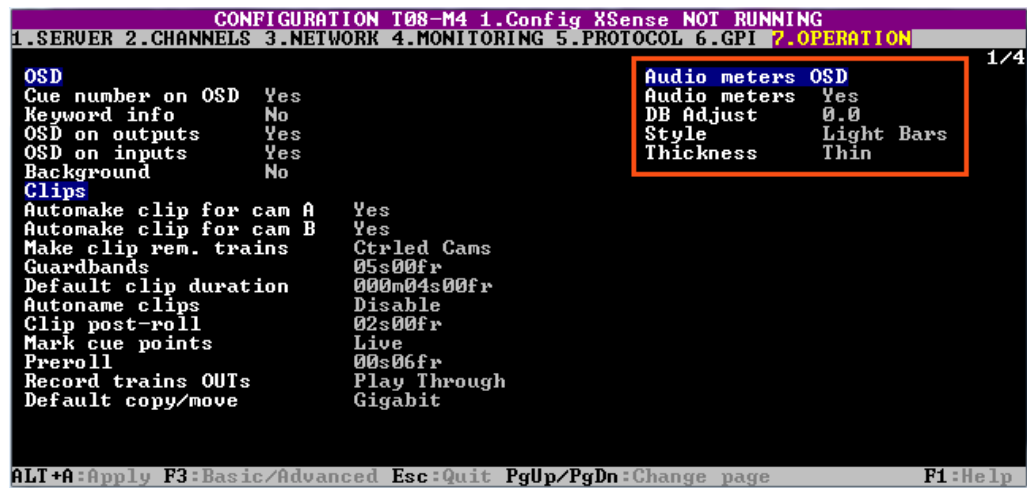 CONFIGURATION T08-M4 1.Config XSense NOT RUNNING
1.SERVER 2.CHANNELS 3.NETWORK 4.MONITORING 5.PROTOCOL 6.GPI 7.OPERATION
1/4
OSD
Cue number on OSD Yes
Keyword info No
OSD on outputs Yes
OSD on inputs Yes
Background No
Clips
Automake clip for cam A Yes
Automake clip for cam B Yes
Make clip rem. trains Ctrled Cams
Guardbands 05s00fr
Default clip duration 000m04s00fr
Autoname clips Disable
Clip post-roll 02s00fr
Mark cue points Live
Preroll 00s06fr
Record trains OUTs Play Through
Default copy/move Gigabit
Audio meters OSD
Audio meters Yes
DB Adjust 0.0
Style Light Bars
Thickness Thin
ALT+A:Apply F3:Basic/Advanced Esc:Quit PgUp/PgDn:Change page F1:Help